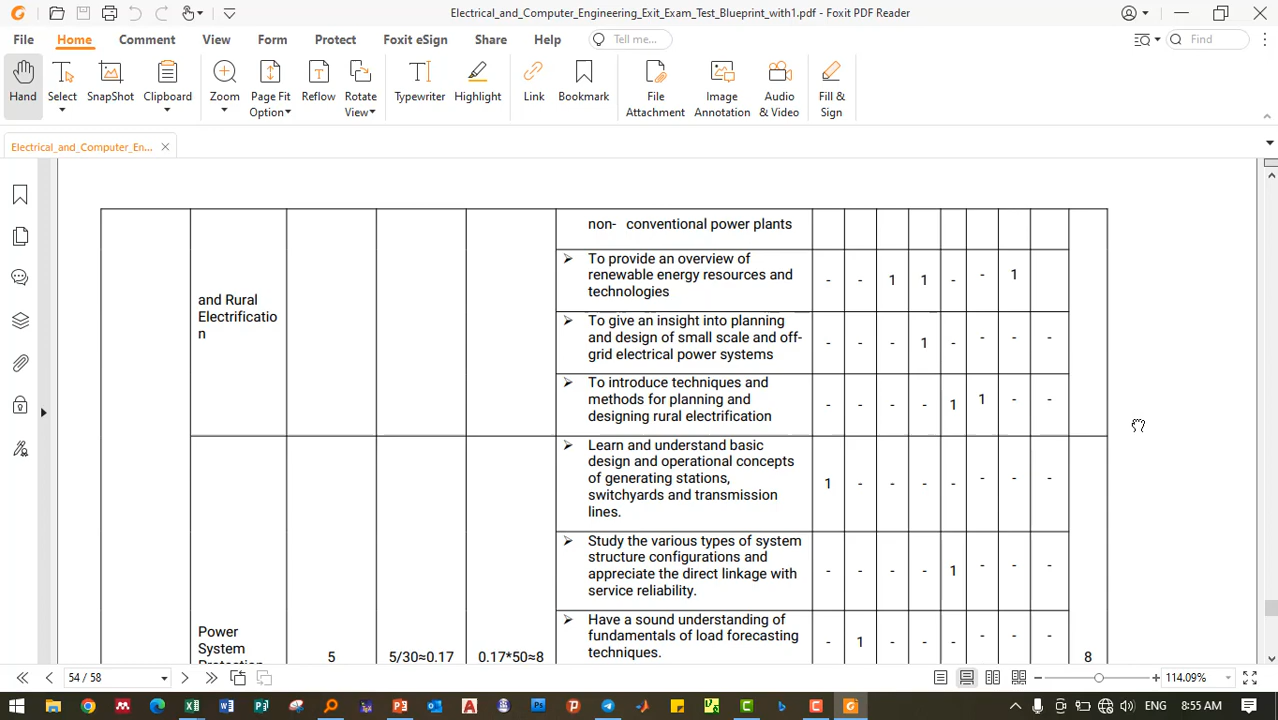 Electrical_and_Computer_Engineering_Exit_Exam_Test_Blueprint_with1.pdf - Foxit PDF Reader
File Home Comment View Form Protect Foxit eSign Share Help Tell me... Find
Hand Select SnapShot Clipboard Zoom Page Fit Option Reflow Rotate View Typewriter Highlight Link Bookmark File Attachment Image Annotation Audio & Video Fill & Sign
Electrical_and_Computer_En...
non- conventional power plants
To provide an overview of
renewable energy resources and
technologies
- - 1 1 - - 1
and Rural
Electrificatio
n
To give an insight into planning
and design of small scale and off-
grid electrical power systems
- - - 1 - - - -
To introduce techniques and
methods for planning and
designing rural electrification
- - - - 1 1 - -
Learn and understand basic
design and operational concepts
of generating stations,
switchyards and transmission
lines.
1 - - - - - - -
Study the various types of system
structure configurations and
appreciate the direct linkage with
service reliability.
- - - - 1 - - -
Have a sound understanding of
fundamentals of load forecasting
techniques.
- 1 - - - - - -
Power
System
Protection
5 5/30≈0.17 0.17*50≈8 8
54 / 58 114.09%
ENG 8:55 AM